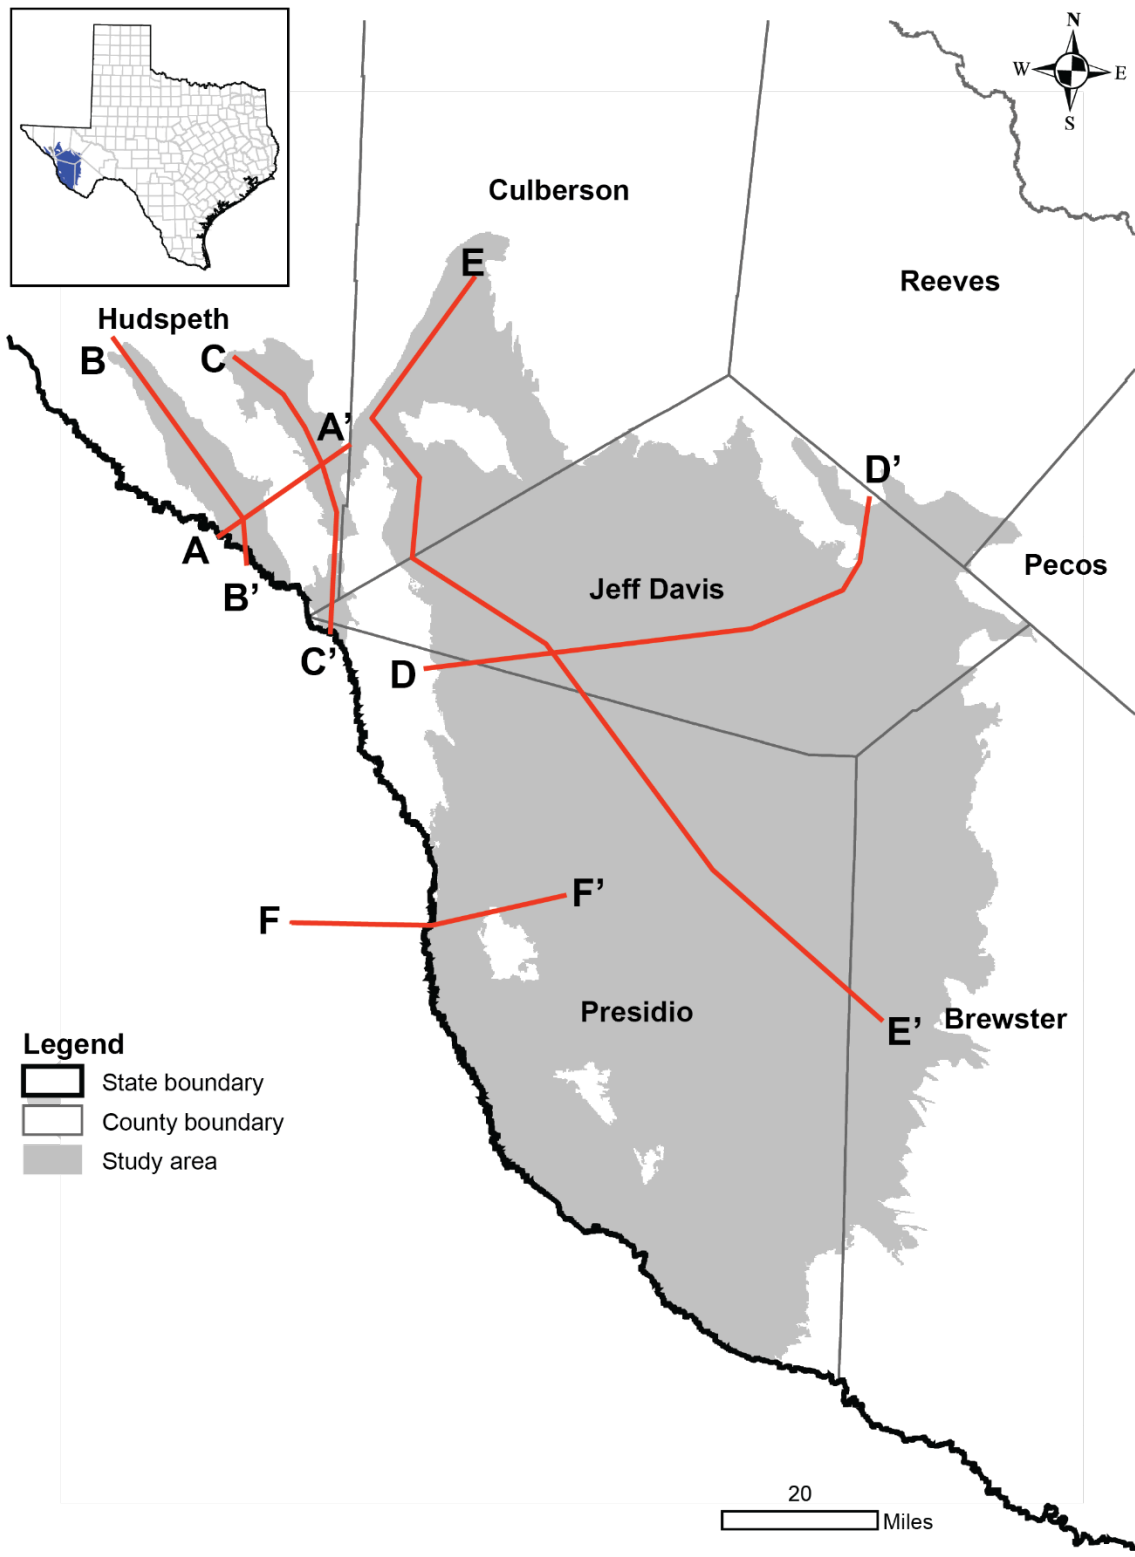 N
W
E
S
Culberson
E
Reeves
Hudspeth
B
C
A’
D’
A
Pecos
B’
Jeff Davis
C’
D
F’
F
Presidio
Brewster
E’
Legend
State boundary
County boundary
Study area
20
Miles